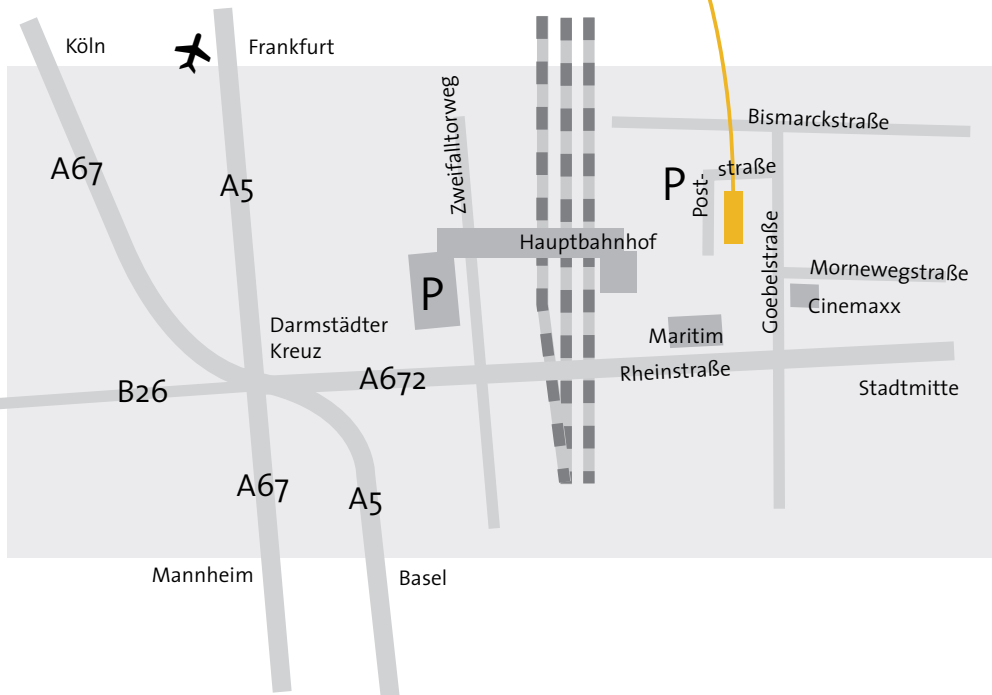 Köln
Frankfurt
Zweifalltorweg
Bismarckstraße
A67
A5
P
Post-
straße
Hauptbahnhof
Goebelstraße
Mornewegstraße
P
Cinemaxx
Darmstädter
Kreuz
Maritim
A672
Rheinstraße
B26
Stadtmitte
A67
A5
Mannheim
Basel